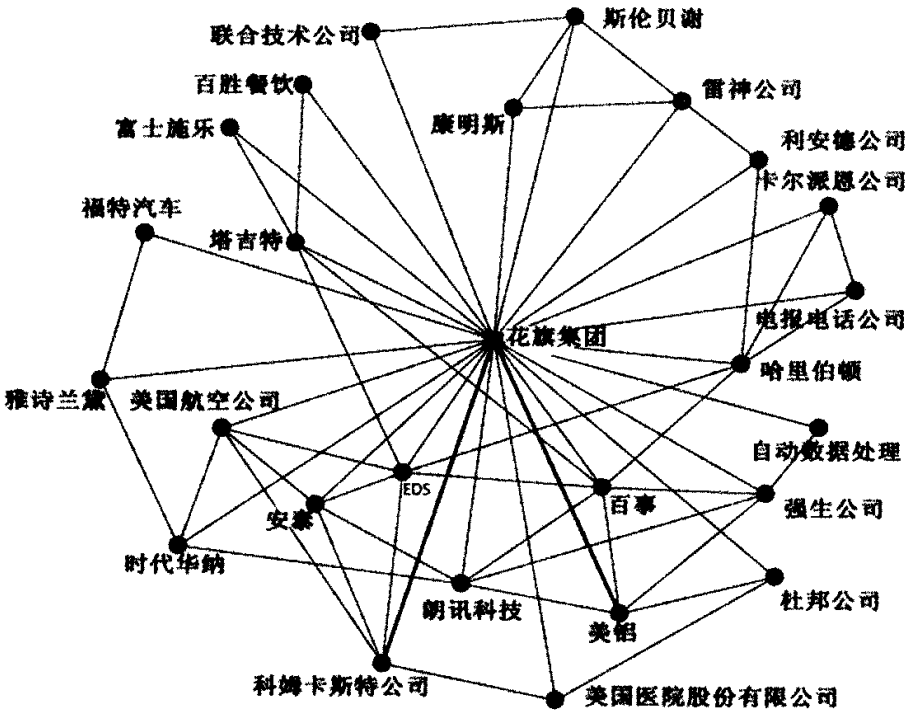 斯伦贝谢
联合技术公司
百胜餐饮
雷神公司
康明斯
富士施乐
利安德公司
卡尔派恩公司
福特汽车
塔吉特
电报电话公司
花旗集团
哈里伯顿
雅诗兰黛
美国航空公司
自动数据处理
EDS
百事
强生公司
安泰
时代华纳
杜邦公司
朗讯科技
美铝
科姆卡斯特公司
美国医院股份有限公司